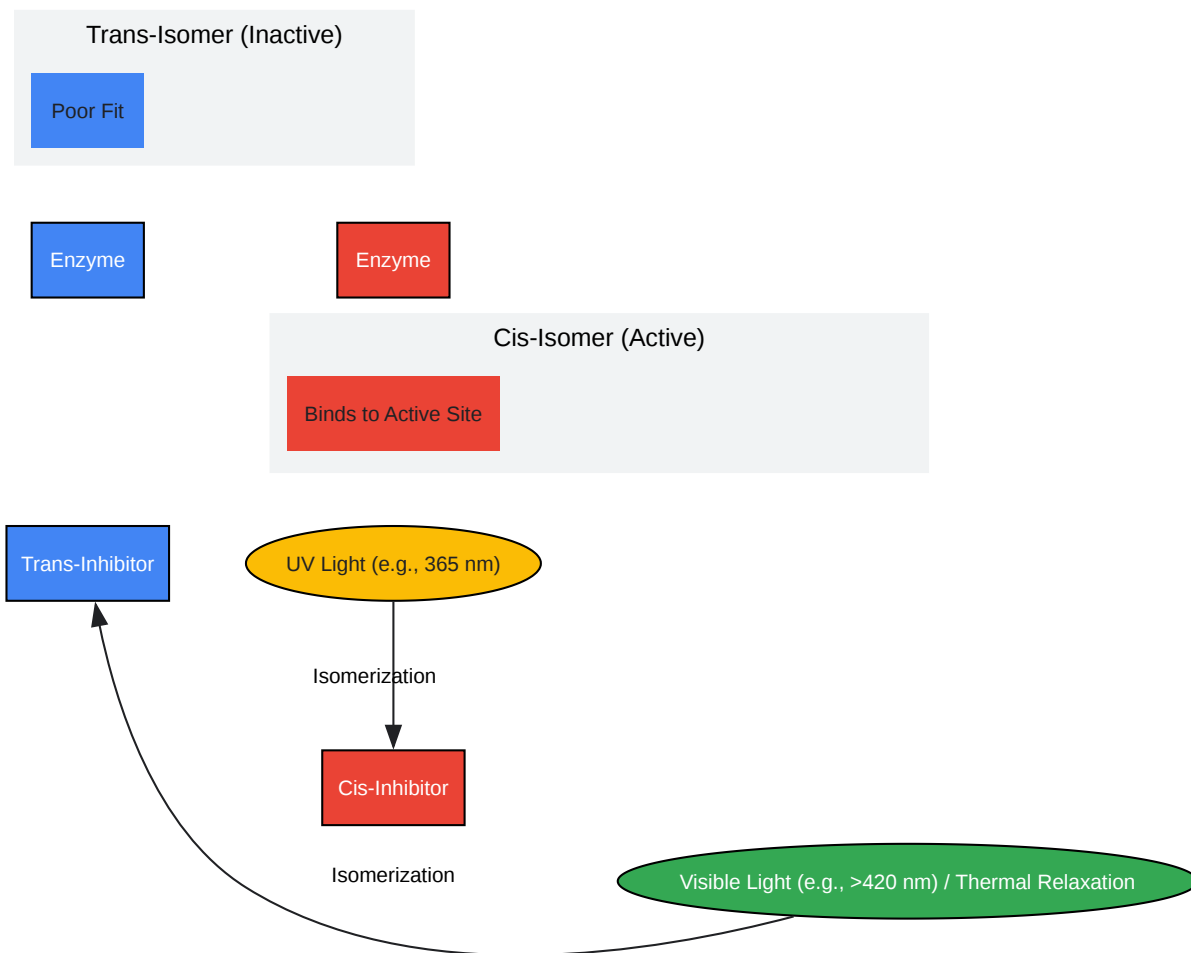 Trans-Isomer (Inactive)
Poor Fit
Enzyme
Enzyme
Cis-Isomer (Active)
Binds to Active Site
Trans-Inhibitor
UV Light (e.g., 365 nm)
Isomerization
Cis-Inhibitor
Isomerization
Visible Light (e.g., >420 nm) / Thermal Relaxation